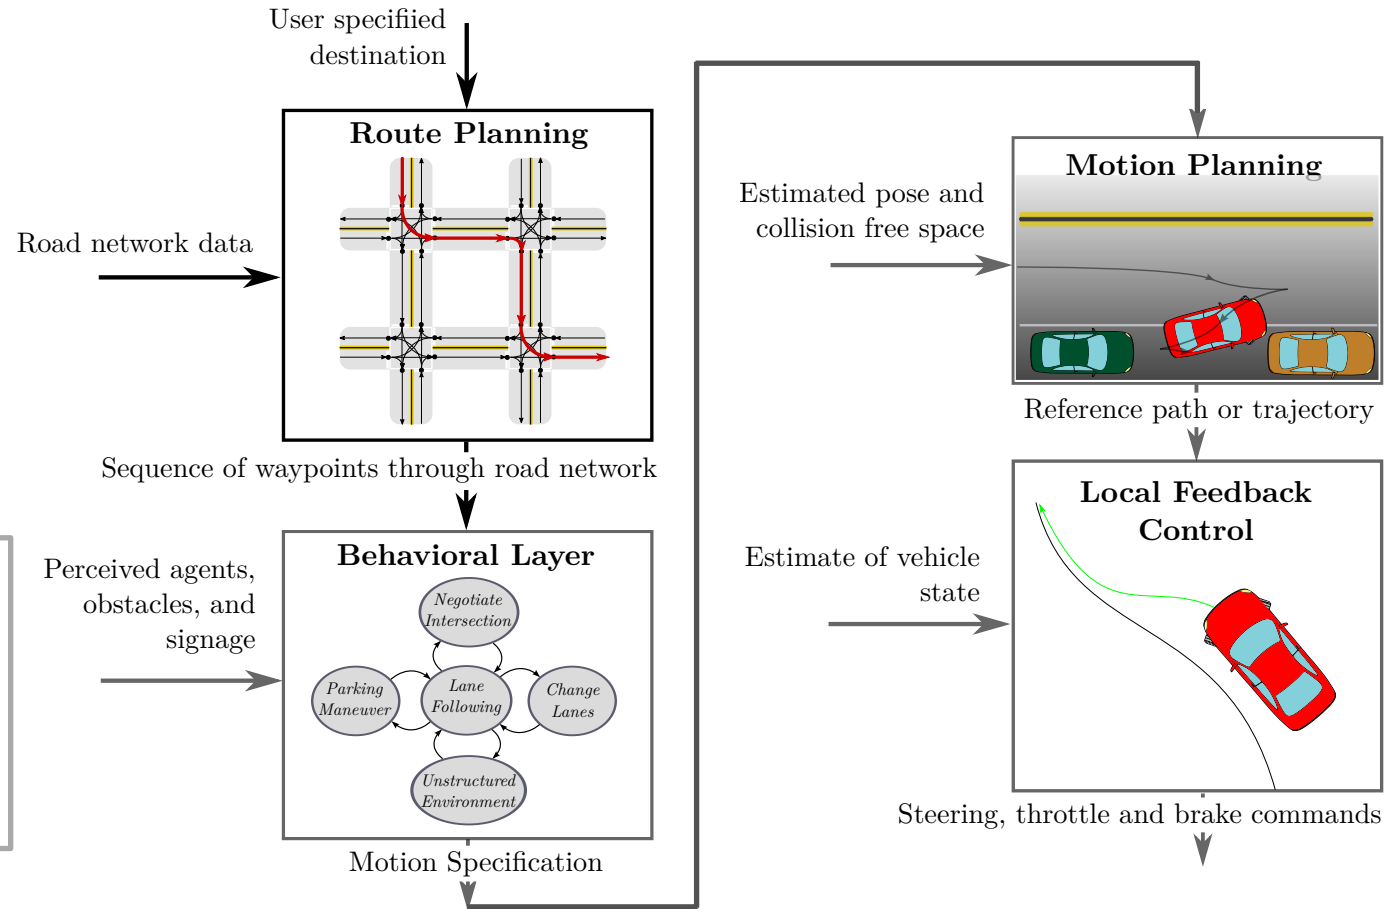 User specifiied
destination
Route Planning
Road network data
Sequence of waypoints through road network
Behavioral Layer
Perceived agents,
obstacles, and
signage
Negotiate
Intersection
Parking
Maneuver
Lane
Following
Change
Lanes
Unstructured
Environment
Motion Specification
Motion Planning
Estimated pose and
collision free space
Reference path or trajectory
Local Feedback
Control
Estimate of vehicle
state
Steering, throttle and brake commands